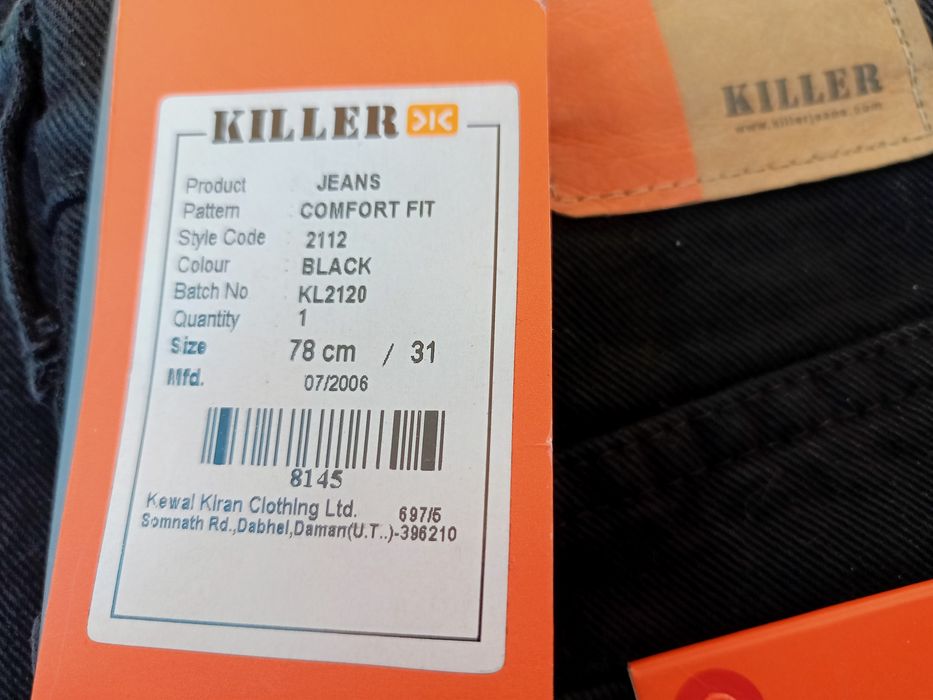 KILLER
Product : JEANS
Pattern : COMFORT FIT
Style Code : 2112
Colour : BLACK
Batch No : KL2120
Quantity : 1
Size 78 cm / 31
Mfd. 07/2006
8145
Kewal Kiran Clothing Ltd. 697/5
Somnath Rd.,Dabhel,Daman(U.T..)-396210
KILLER
www.killerjeans.com